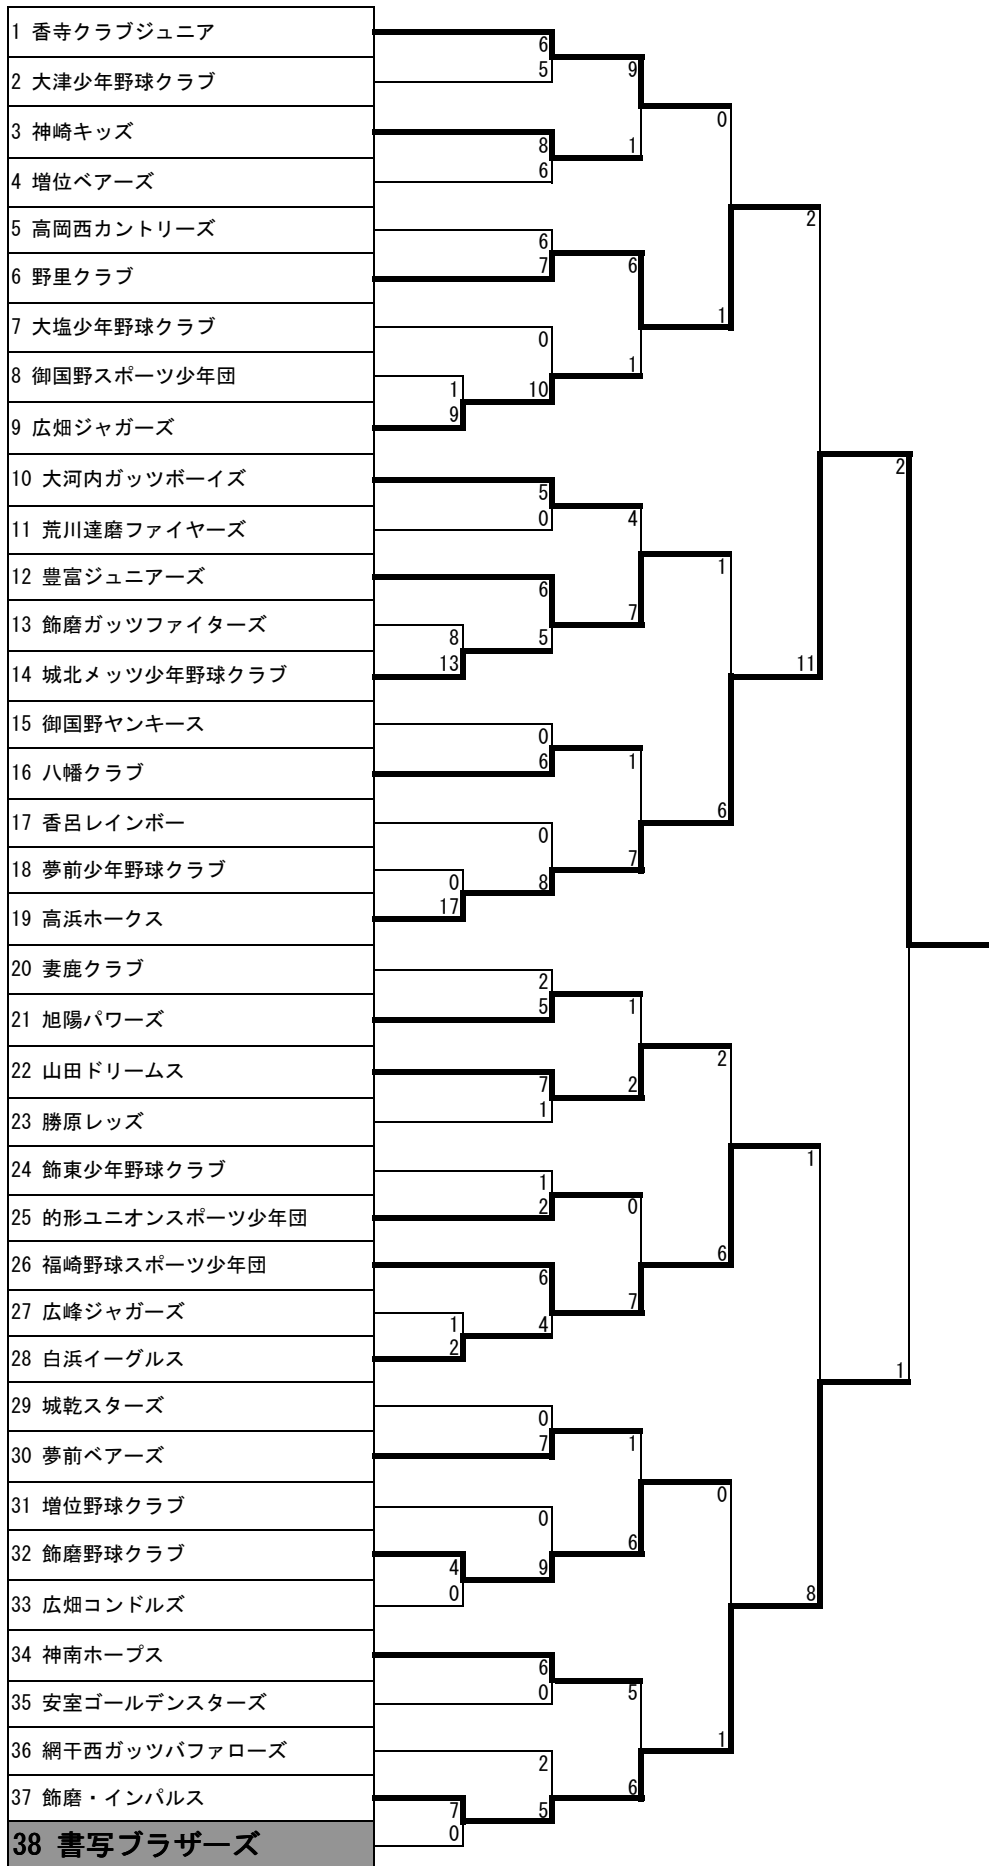 1 香寺クラブジュニア
6
2 大津少年野球クラブ
5
9
3 神崎キッズ
8
1
0
4 増位ベアーズ
6
5 高岡西カントリーズ
6
2
6 野里クラブ
7
6
7 大塩少年野球クラブ
0
1
1
8 御国野スポーツ少年団
1
10
9 広畑ジャガーズ
9
10 大河内ガッツボーイズ
5
2
11 荒川達磨ファイヤーズ
0
4
12 豊富ジュニアーズ
6
1
13 飾磨ガッツファイターズ
8
5
7
14 城北メッツ少年野球クラブ
13
11
15 御国野ヤンキース
0
16 八幡クラブ
6
1
17 香呂レインボー
0
7
6
18 夢前少年野球クラブ
0
8
19 高浜ホークス
17
20 妻鹿クラブ
2
21 旭陽パワーズ
5
1
22 山田ドリームス
7
2
2
23 勝原レッズ
1
24 飾東少年野球クラブ
1
1
25 的形ユニオンスポーツ少年団
2
0
26 福崎野球スポーツ少年団
6
7
6
27 広峰ジャガーズ
1
4
28 白浜イーグルス
2
1
29 城乾スターズ
0
30 夢前ベアーズ
7
1
31 増位野球クラブ
0
0
32 飾磨野球クラブ
4
9
6
33 広畑コンドルズ
0
8
34 神南ホープス
6
35 安室ゴールデンスターズ
0
5
36 網干西ガッツバファローズ
2
1
37 飾磨・インパルス
7
5
6
38 書写ブラザーズ
0